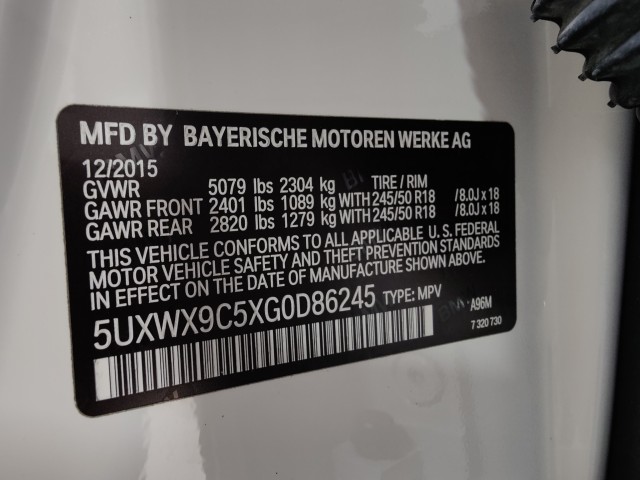 MFD BY BAYERISCHE MOTOREN WERKE AG
12/2015
GVWR 5079 lbs 2304 kg TIRE / RIM
GAWR FRONT 2401 lbs 1089 kg WITH 245/50 R18 / 8.0J x 18
GAWR REAR 2820 lbs 1279 kg WITH 245/50 R18 / 8.0J x 18
THIS VEHICLE CONFORMS TO ALL APPLICABLE U. S. FEDERAL
MOTOR VEHICLE SAFETY AND THEFT PREVENTION STANDARDS
IN EFFECT ON THE DATE OF MANUFACTURE SHOWN ABOVE.
5UXWX9C5XG0D86245 TYPE: MPV
A96M
7 320 730